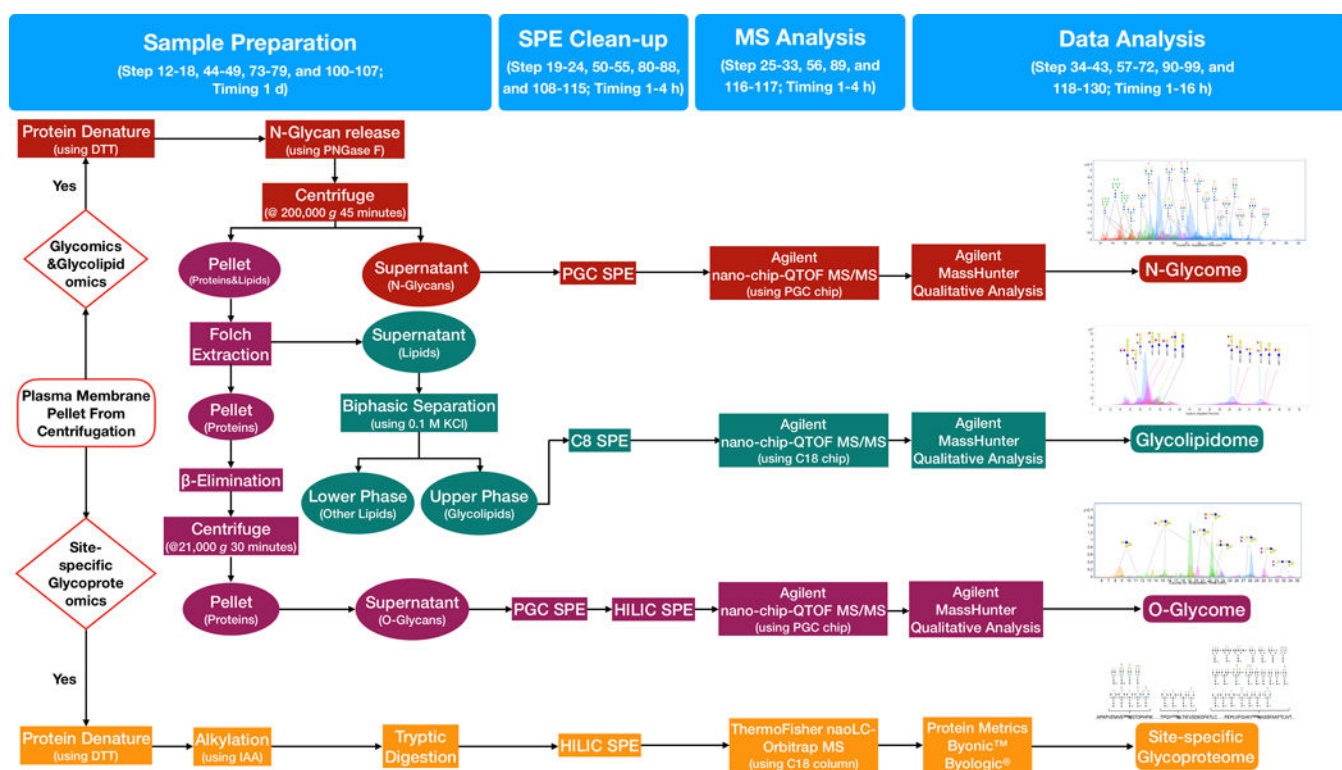 Sample Preparation
(Step 12-18, 44-49, 73-79, and 100-107;
Timing 1 d)
SPE Clean-up
(Step 19-24, 50-55, 80-88,
and 108-115; Timing 1-4 h)
MS Analysis
(Step 25-33, 56, 89, and
116-117; Timing 1-4 h)
Data Analysis
(Step 34-43, 57-72, 90-99, and
118-130; Timing 1-16 h)
Protein Denature
(using DTT)
N-Glycan release
(using PNGase F)
Yes
Centrifuge
(@ 200,000 g 45 minutes)
Glycomics
&Glycolipid
omics
Pellet
(Proteins&Lipids)
Supernatant
(N-Glycans)
PGC SPE
Agilent
nano-chip-QTOF MS/MS
(using PGC chip)
Agilent
MassHunter
Qualitative Analysis
N-Glycome
Folch
Extraction
Supernatant
(Lipids)
Plasma Membrane
Pellet From
Centrifugation
Pellet
(Proteins)
Biphasic Separation
(using 0.1 M KCl)
C8 SPE
Agilent
nano-chip-QTOF MS/MS
(using C18 chip)
Agilent
MassHunter
Qualitative Analysis
Glycolipidome
β-Elimination
Lower Phase
(Other Lipids)
Upper Phase
(Glycolipids)
Centrifuge
(@21,000 g 30 minutes)
Site-
specific
Glycoprote
omics
Pellet
(Proteins)
Supernatant
(O-Glycans)
PGC SPE
HILIC SPE
Agilent
nano-chip-QTOF MS/MS
(using PGC chip)
Agilent
MassHunter
Qualitative Analysis
O-Glycome
Yes
Protein Denature
(using DTT)
Alkylation
(using IAA)
Tryptic
Digestion
HILIC SPE
ThermoFisher naoLC-
Orbitrap MS
(using C18 column)
Protein Metrics
Byonic™
Byologic®
Site-specific
Glycoproteome